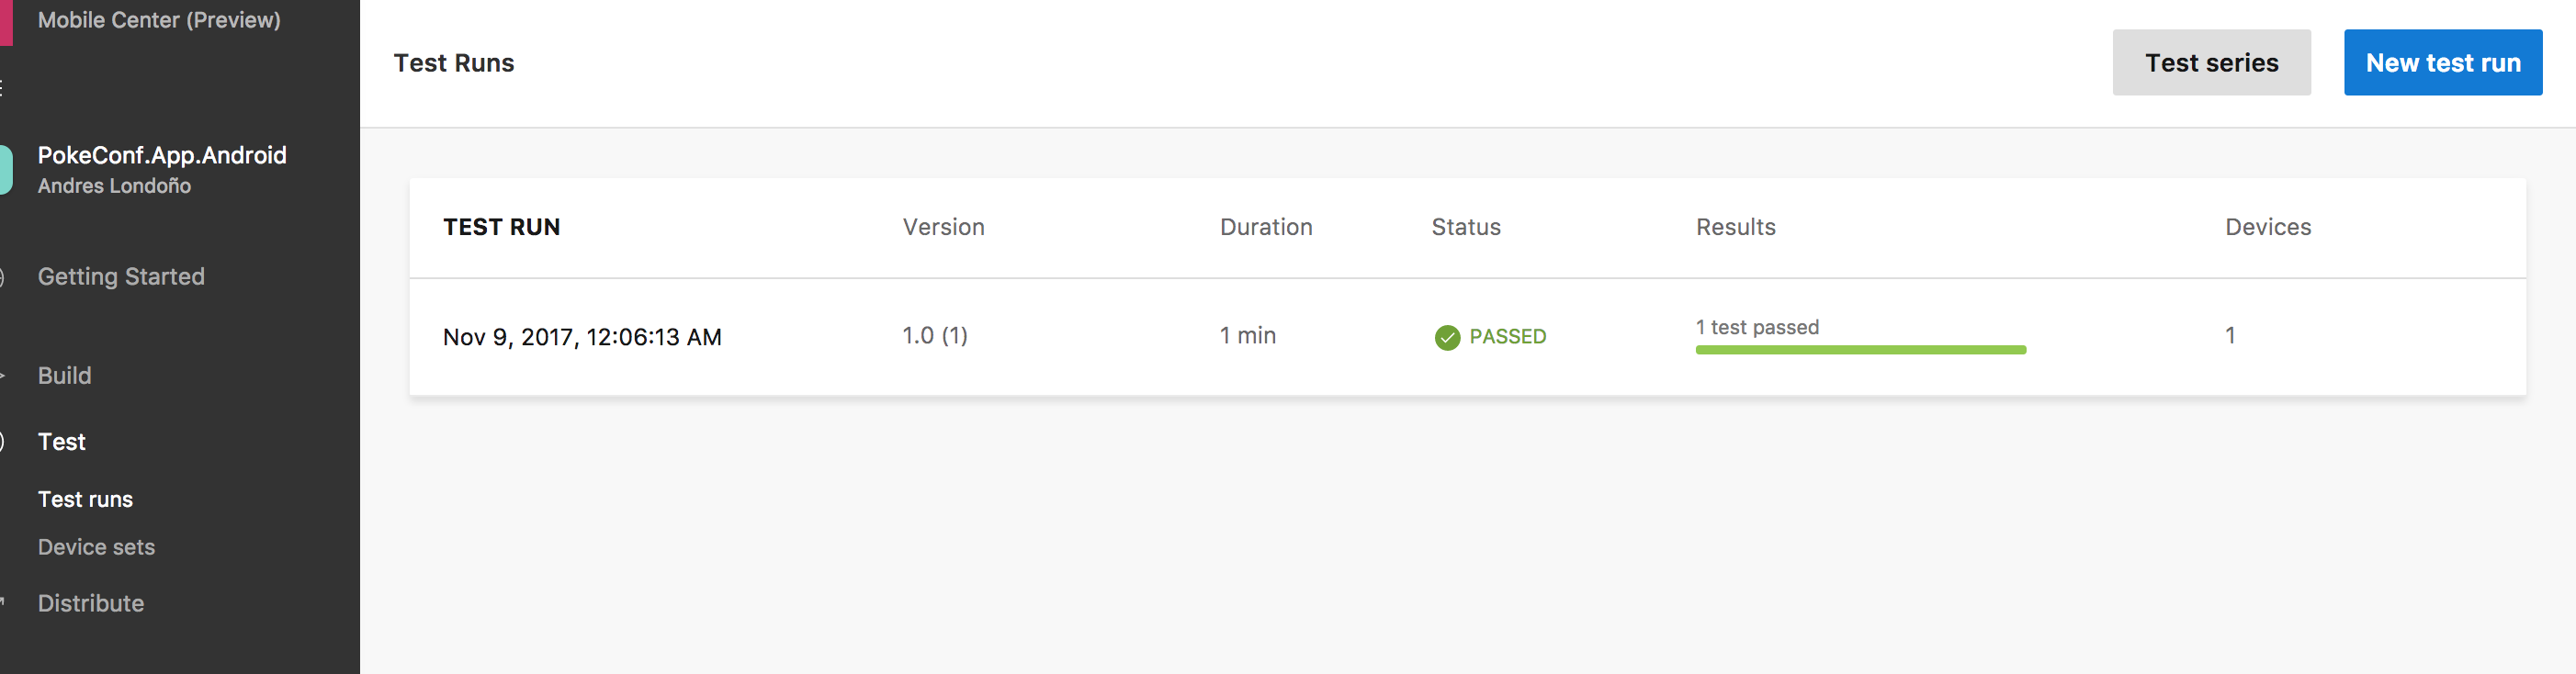 Mobile Center (Preview)
PokeConf.App.Android
Andres Londoño
Getting Started
Build
Test
Test runs
Device sets
Distribute
Test Runs
Test series
New test run
TEST RUN Version Duration Status Results Devices
Nov 9, 2017, 12:06:13 AM 1.0 (1) 1 min PASSED 1 test passed 1